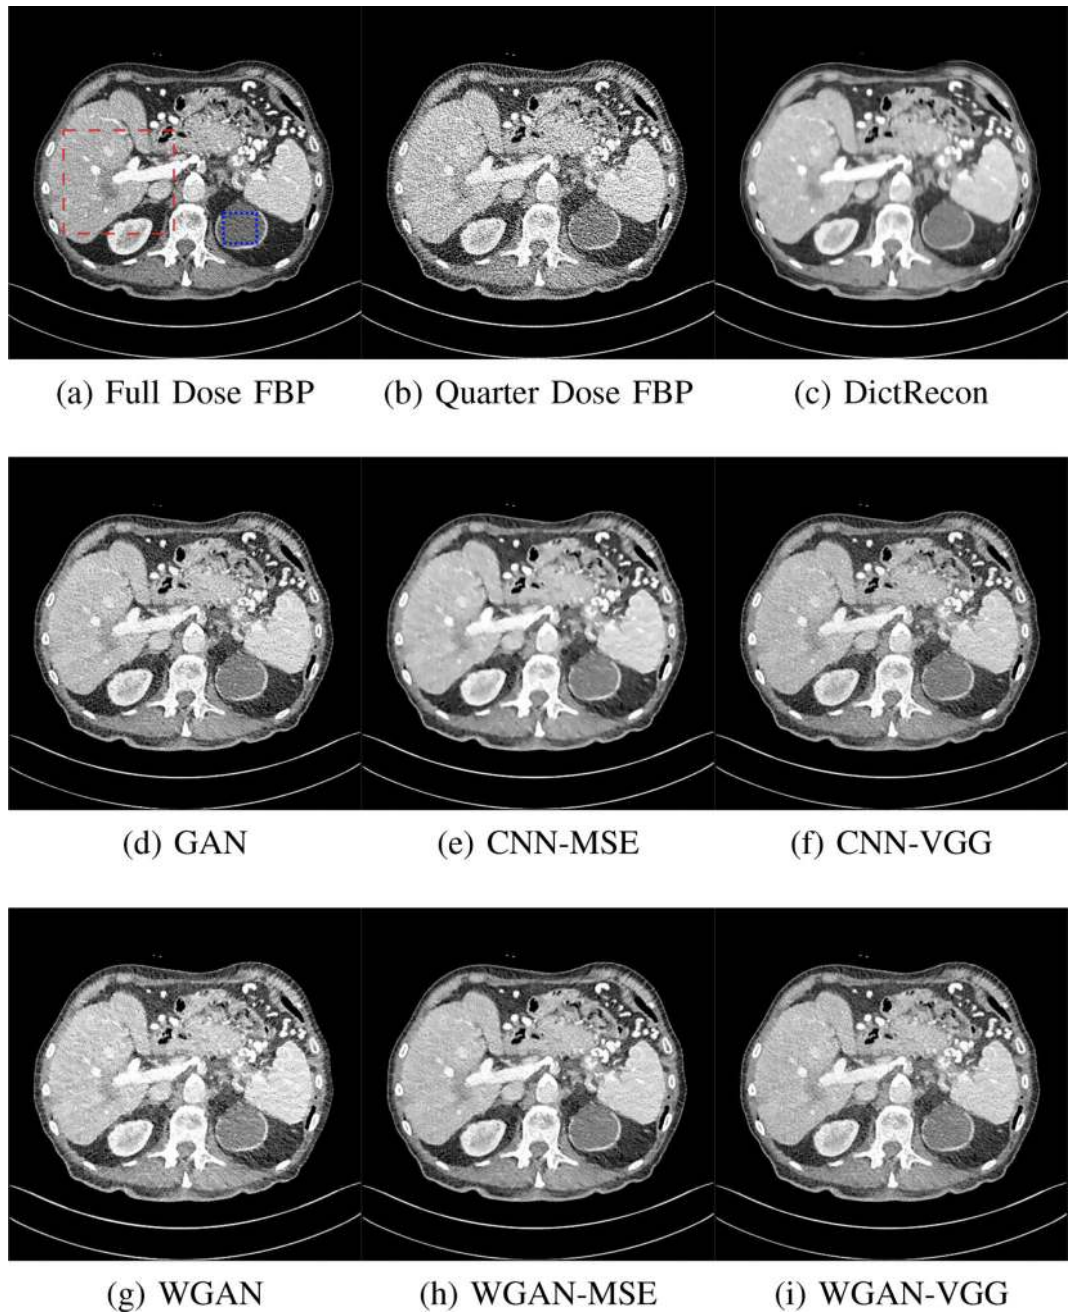 (a) Full Dose FBP (b) Quarter Dose FBP (c) DictRecon
(d) GAN (e) CNN-MSE (f) CNN-VGG
(g) WGAN (h) WGAN-MSE (i) WGAN-VGG